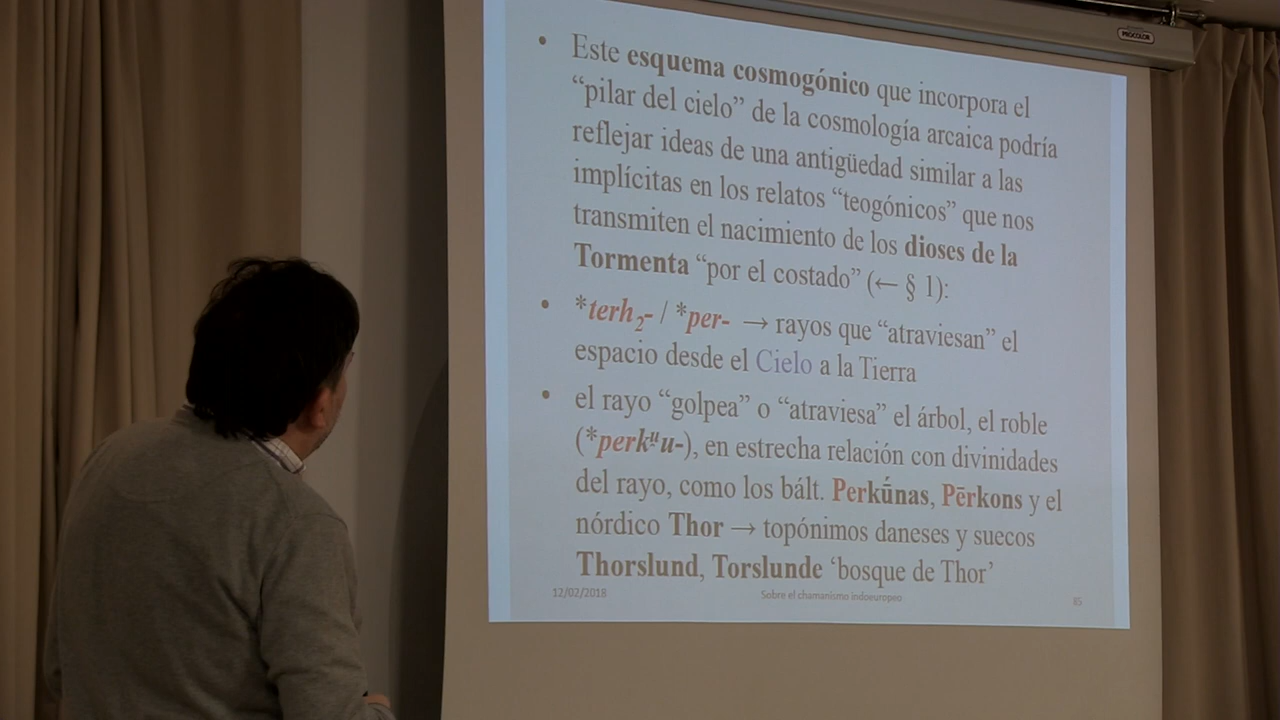 PROCOLOR
• Este esquema cosmogónico que incorpora el
“pilar del cielo” de la cosmología arcaica podría
reflejar ideas de una antigüedad similar a las
implícitas en los relatos “teogónicos” que nos
transmiten el nacimiento de los dioses de la
Tormenta “por el costado” (← § 1):
• *terh₂- / *per- → rayos que “atraviesan” el
espacio desde el Cielo a la Tierra
• el rayo “golpea” o “atraviesa” el árbol, el roble
(*perkᵘ̯u-), en estrecha relación con divinidades
del rayo, como los bált. Perkū́nas, Pērkons y el
nórdico Thor → topónimos daneses y suecos
Thorslund, Torslunde ‘bosque de Thor’
12/02/2018 Sobre el chamanismo indoeuropeo 85